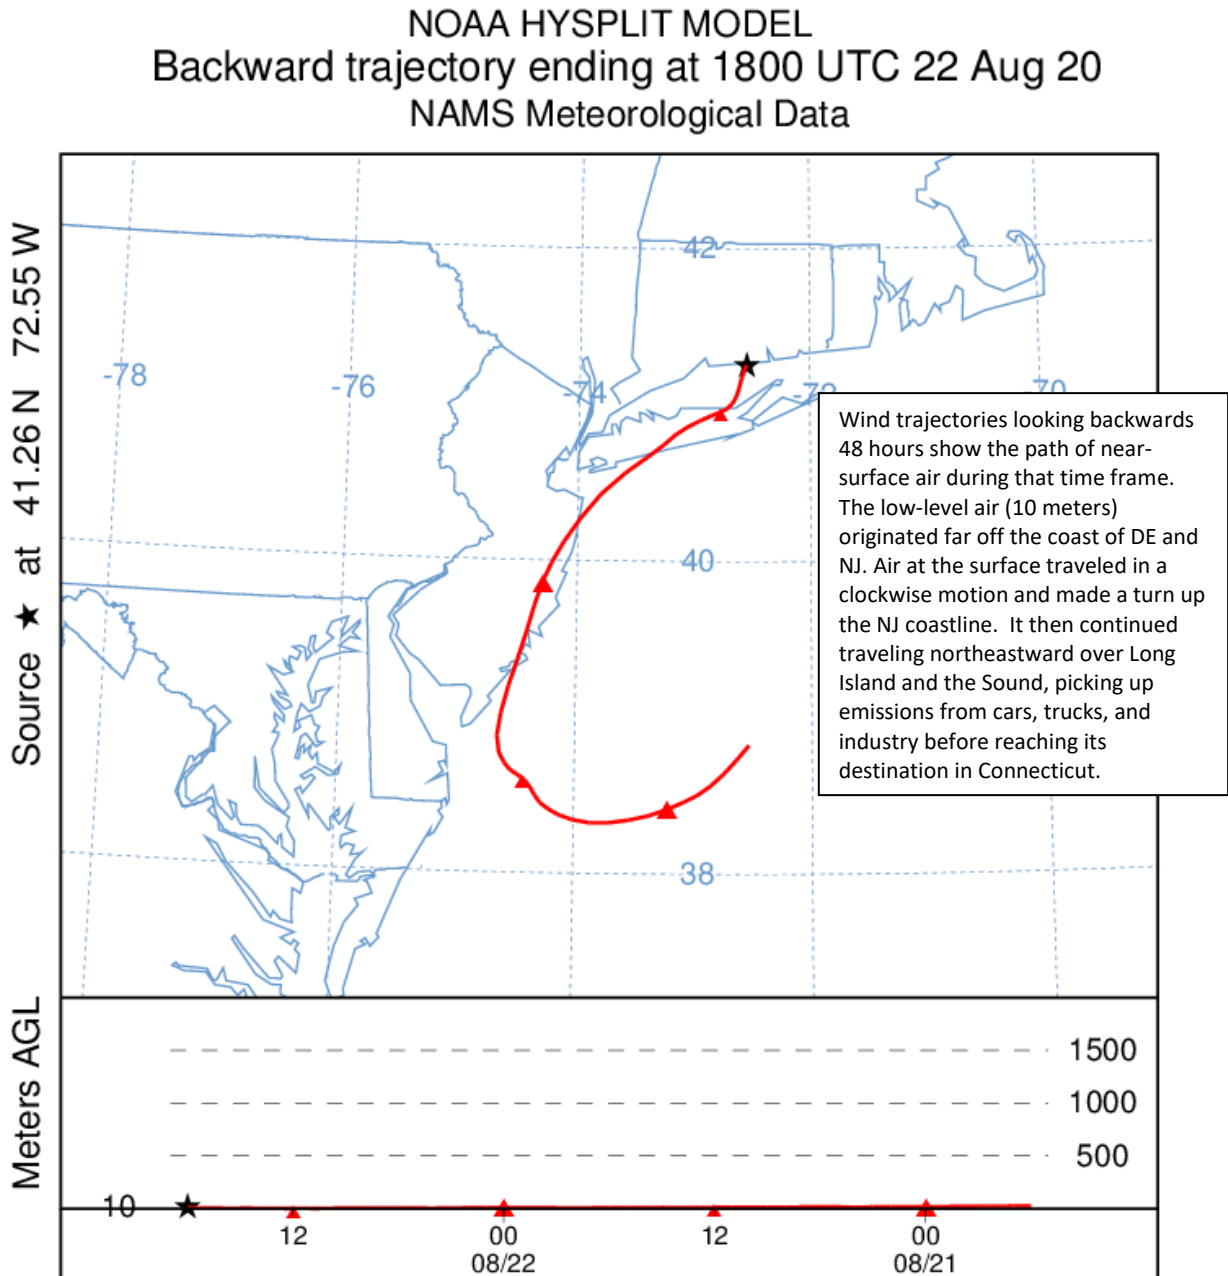 NOAA HYSPLIT MODEL
Backward trajectory ending at 1800 UTC 22 Aug 20
NAMS Meteorological Data
Source ★ at 41.26 N 72.55 W
42
-78
-76
-74
-72
-70
40
38
Wind trajectories looking backwards
48 hours show the path of near-
surface air during that time frame.
The low-level air (10 meters)
originated far off the coast of DE and
NJ. Air at the surface traveled in a
clockwise motion and made a turn up
the NJ coastline.  It then continued
traveling northeastward over Long
Island and the Sound, picking up
emissions from cars, trucks, and
industry before reaching its
destination in Connecticut.
Meters AGL
1500
1000
500
10
12
00
12
00
08/22
08/21